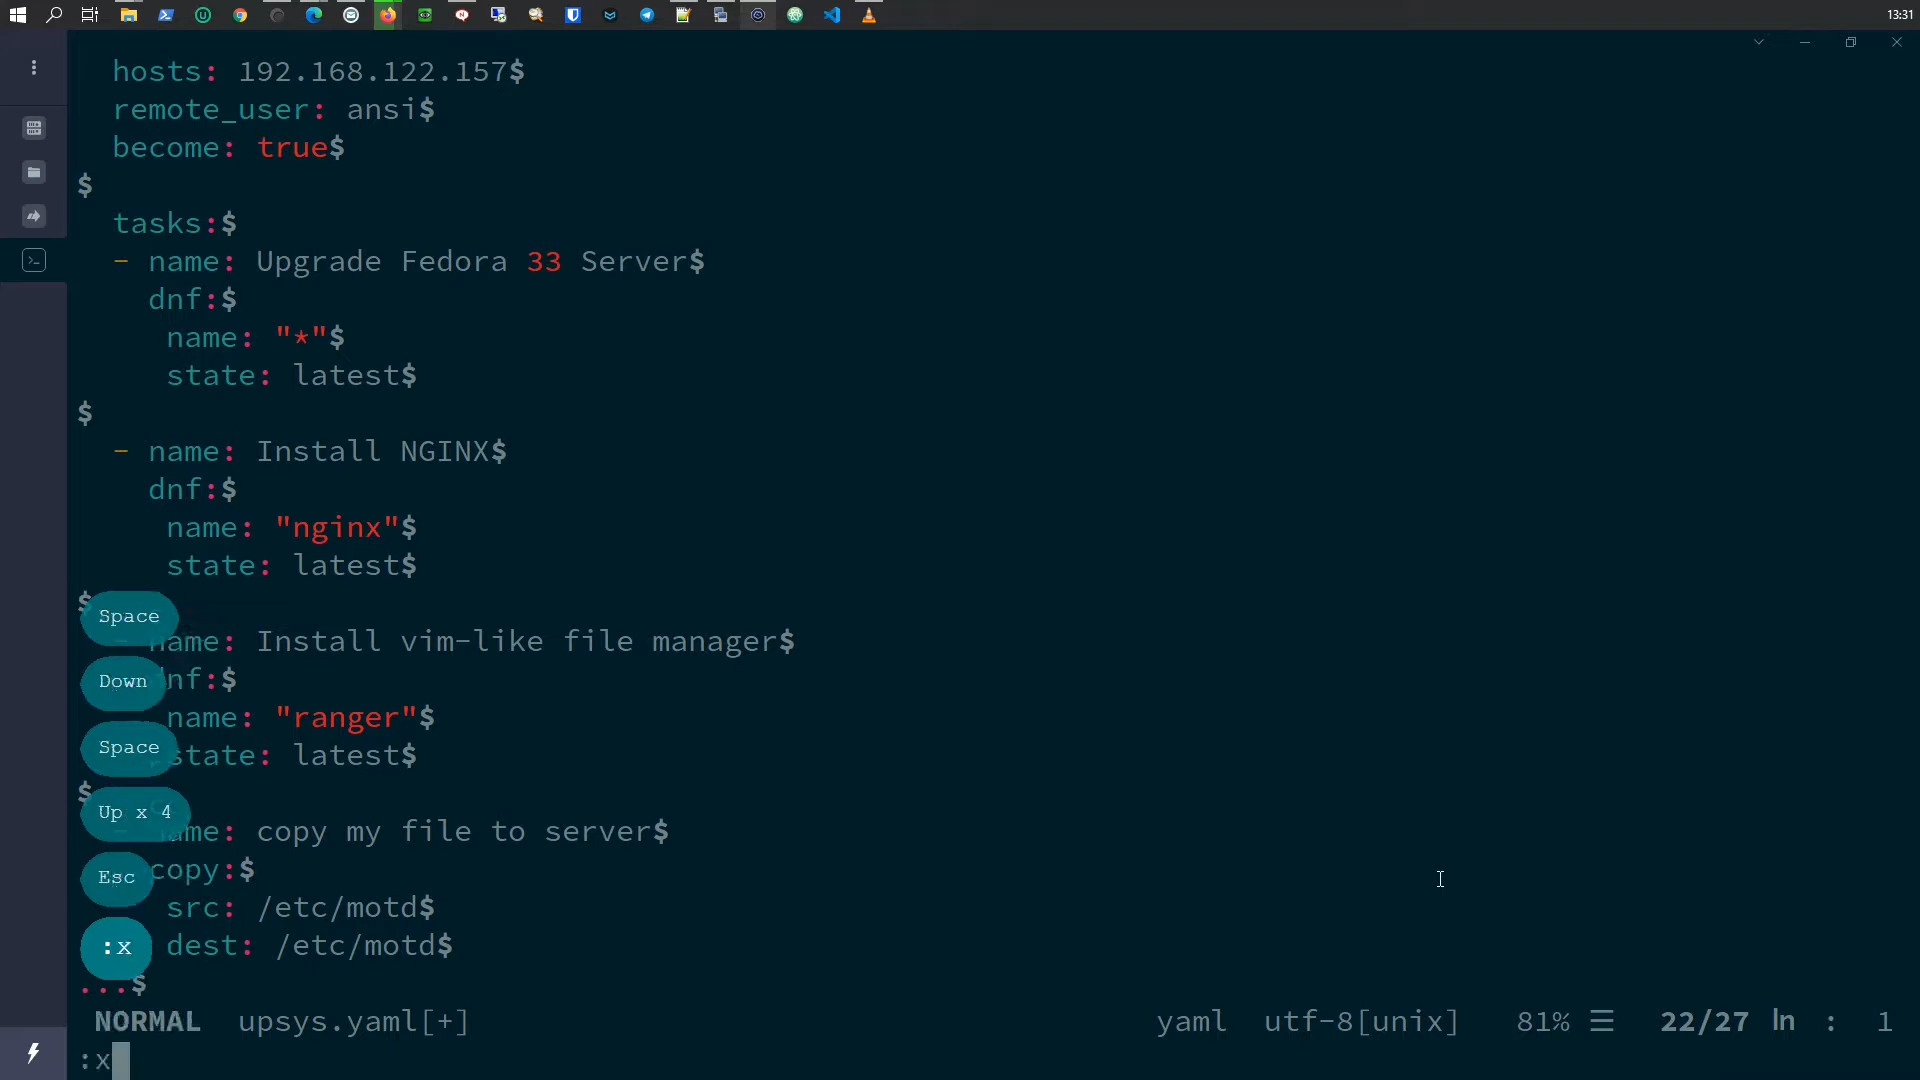 13:31
hosts: 192.168.122.157$
remote_user: ansi$
become: true$
$
tasks:$
- name: Upgrade Fedora 33 Server$
dnf:$
name: "*"$
state: latest$
$
- name: Install NGINX$
dnf:$
name: "nginx"$
state: latest$
$
Space
- name: Install vim-like file manager$
Down
nf:$
name: "ranger"$
Space
state: latest$
$
Up x 4
ame: copy my file to server$
Esc
copy:$
src: /etc/motd$
:x
dest: /etc/motd$
...$
NORMAL upsys.yaml[+] yaml utf-8[unix] 81% ☰ 22/27 ln : 1
:x